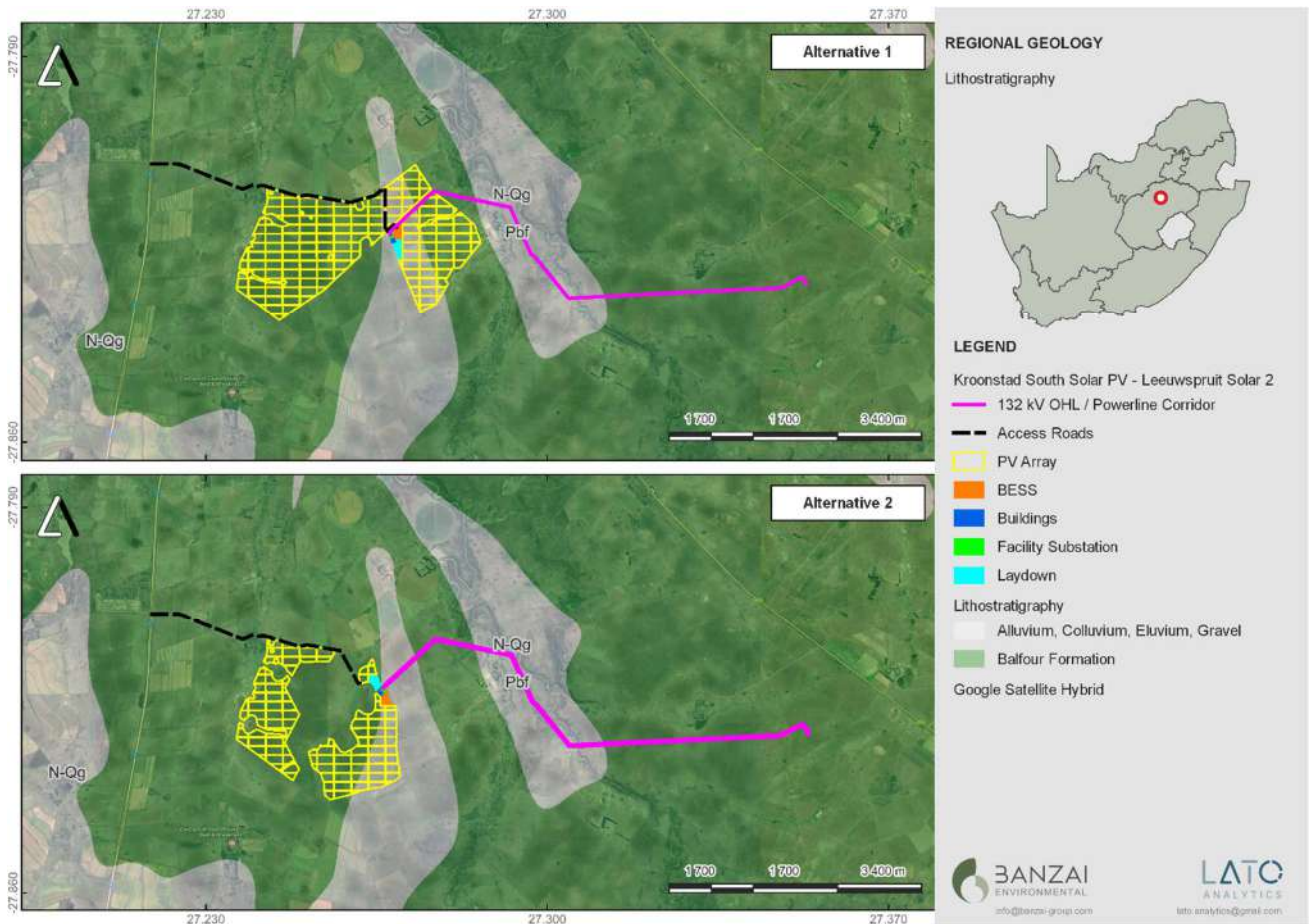 27.230
27.300
27.370
-27.790
Alternative 1
N-Qg
Pbf
N-Qg
1 700
1 700
3 400 m
-27.860
-27.790
Alternative 2
N-Qg
Pbf
N-Qg
1 700
1 700
3 400 m
-27.860
27.230
27.300
27.370
REGIONAL GEOLOGY
Lithostratigraphy
LEGEND
Kroonstad South Solar PV - Leeuwspruit Solar 2
132 kV OHL / Powerline Corridor
Access Roads
PV Array
BESS
Buildings
Facility Substation
Laydown
Lithostratigraphy
Alluvium, Colluvium, Eluvium, Gravel
Balfour Formation
Google Satellite Hybrid
BANZAI
ENVIRONMENTAL
info@banzai-group.com
LATO
ANALYTICS
lato.analytics@gmail.com